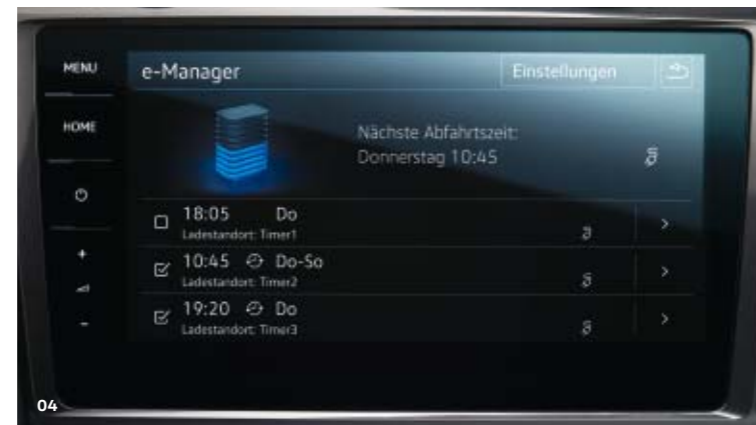 MENU
e-Manager
Einstellungen
HOME
Nächste Abfahrtszeit:
Donnerstag 10:45
18:05 Do
Ladestandort: Timer1
+
10:45 Do-So
Ladestandort: Timer2
-
19:20 Do
Ladestandort: Timer3
04